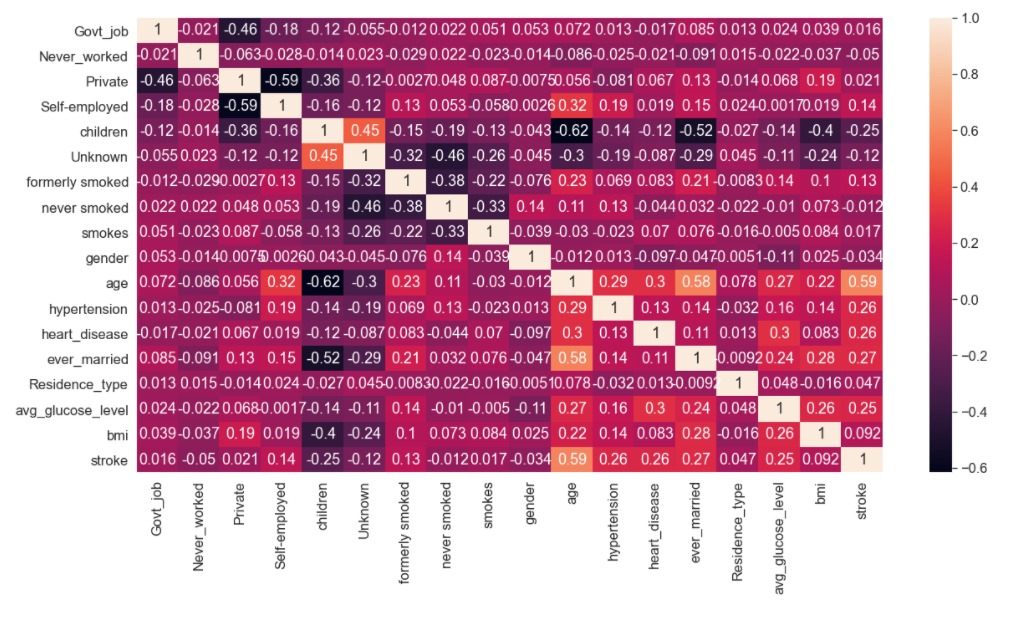 Govt_job 1 -0.021 -0.46 -0.18 -0.12 -0.055 -0.012 0.022 0.051 0.053 0.072 0.013 -0.017 0.085 0.013 0.024 0.039 0.016
Never_worked -0.021 1 -0.063 -0.028 -0.014 0.023 -0.029 0.022 -0.023 -0.014 -0.086 -0.025 -0.021 -0.091 0.015 -0.022 -0.037 -0.05
Private -0.46 -0.063 1 -0.59 -0.36 -0.12 -0.0027 0.048 0.087 -0.0075 0.056 -0.081 0.067 0.13 -0.014 0.068 0.19 0.021
Self-employed -0.18 -0.028 -0.59 1 -0.16 -0.12 0.13 0.053 -0.058 0.0026 0.32 0.19 0.019 0.15 0.024 -0.0017 0.019 0.14
children -0.12 -0.014 -0.36 -0.16 1 0.45 -0.15 -0.19 -0.13 -0.043 -0.62 -0.14 -0.12 -0.52 -0.027 -0.14 -0.4 -0.25
Unknown -0.055 0.023 -0.12 -0.12 0.45 1 -0.32 -0.46 -0.26 -0.045 -0.3 -0.19 -0.087 -0.29 0.045 -0.11 -0.24 -0.12
formerly smoked -0.012 -0.029 -0.0027 0.13 -0.15 -0.32 1 -0.38 -0.22 -0.076 0.23 0.069 0.083 0.21 -0.0083 0.14 0.1 0.13
never smoked 0.022 0.022 0.048 0.053 -0.19 -0.46 -0.38 1 -0.33 0.14 0.11 0.13 -0.044 0.032 -0.022 -0.01 0.073 -0.012
smokes 0.051 -0.023 0.087 -0.058 -0.13 -0.26 -0.22 -0.33 1 -0.039 -0.03 -0.023 0.07 0.076 -0.016 -0.005 0.084 0.017
gender 0.053 -0.014 -0.0075 0.0026 -0.043 -0.045 -0.076 0.14 -0.039 1 -0.012 0.013 -0.097 -0.047 -0.0051 -0.11 0.025 -0.034
age 0.072 -0.086 0.056 0.32 -0.62 -0.3 0.23 0.11 -0.03 -0.012 1 0.29 0.3 0.58 0.078 0.27 0.22 0.59
hypertension 0.013 -0.025 -0.081 0.19 -0.14 -0.19 0.069 0.13 -0.023 0.013 0.29 1 0.13 0.14 -0.032 0.16 0.14 0.26
heart_disease -0.017 -0.021 0.067 0.019 -0.12 -0.087 0.083 -0.044 0.07 -0.097 0.3 0.13 1 0.11 0.013 0.3 0.083 0.26
ever_married 0.085 -0.091 0.13 0.15 -0.52 -0.29 0.21 0.032 0.076 -0.047 0.58 0.14 0.11 1 -0.0092 0.24 0.28 0.27
Residence_type 0.013 0.015 -0.014 0.024 -0.027 0.045 -0.0083 -0.022 -0.016 0.0051 0.078 -0.032 0.013 -0.0092 1 0.048 -0.016 0.047
avg_glucose_level 0.024 -0.022 0.068 -0.0017 -0.14 -0.11 0.14 -0.01 -0.005 -0.11 0.27 0.16 0.3 0.24 0.048 1 0.26 0.25
bmi 0.039 -0.037 0.19 0.019 -0.4 -0.24 0.1 0.073 0.084 0.025 0.22 0.14 0.083 0.28 -0.016 0.26 1 0.092
stroke 0.016 -0.05 0.021 0.14 -0.25 -0.12 0.13 -0.012 0.017 -0.034 0.59 0.26 0.26 0.27 0.047 0.25 0.092 1
Govt_job
Never_worked
Private
Self-employed
children
Unknown
formerly smoked
never smoked
smokes
gender
age
hypertension
heart_disease
ever_married
Residence_type
avg_glucose_level
bmi
stroke
1.0
0.8
0.6
0.4
0.2
0.0
−0.2
−0.4
−0.6